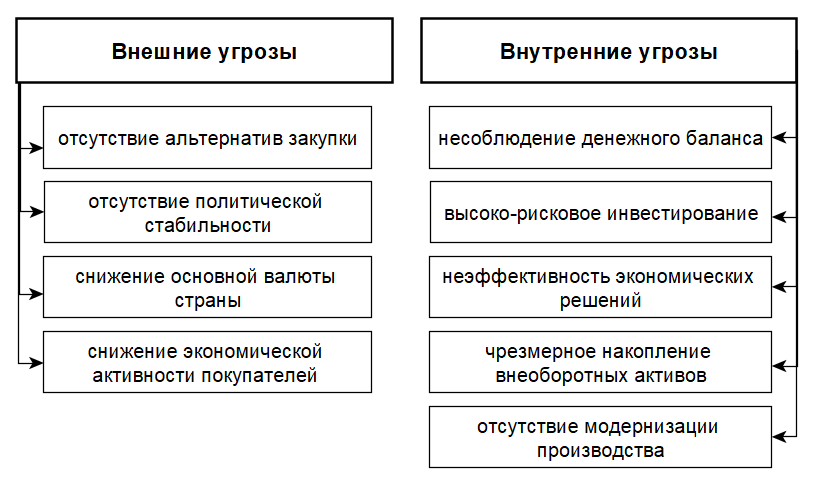 Внешние угрозы
отсутствие альтернатив закупки
отсутствие политической
стабильности
снижение основной валюты
страны
снижение экономической
активности покупателей
Внутренние угрозы
несоблюдение денежного баланса
высоко-рисковое инвестирование
неэффективность экономических
решений
чрезмерное накопление
внеоборотных активов
отсутствие модернизации
производства